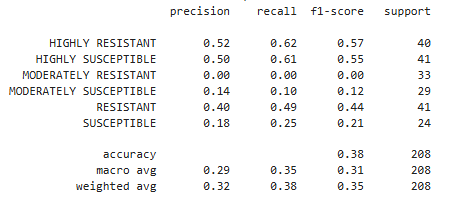 precision recall f1-score support
HIGHLY RESISTANT 0.52 0.62 0.57 40
HIGHLY SUSCEPTIBLE 0.50 0.61 0.55 41
MODERATELY RESISTANT 0.00 0.00 0.00 33
MODERATELY SUSCEPTIBLE 0.14 0.10 0.12 29
RESISTANT 0.40 0.49 0.44 41
SUSCEPTIBLE 0.18 0.25 0.21 24
accuracy 0.38 208
macro avg 0.29 0.35 0.31 208
weighted avg 0.32 0.38 0.35 208